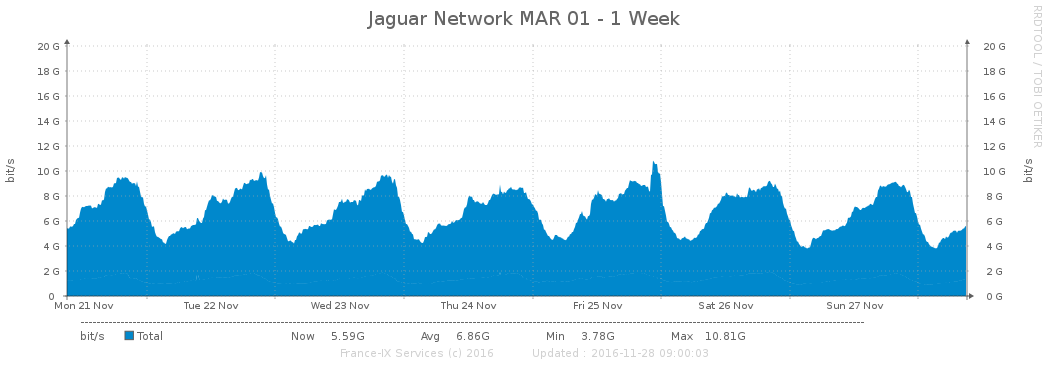 Jaguar Network MAR 01 - 1 Week
RRDTOOL / TOBI OETIKER
bit/s
20 G 20 G
18 G 18 G
16 G 16 G
14 G 14 G
12 G 12 G
10 G 10 G
8 G 8 G
6 G 6 G
4 G 4 G
2 G 2 G
0 0 G
bit/s
Mon 21 Nov Tue 22 Nov Wed 23 Nov Thu 24 Nov Fri 25 Nov Sat 26 Nov Sun 27 Nov
bit/s Total Now 5.59G Avg 6.86G Min 3.78G Max 10.81G
France-IX Services (c) 2016 Updated : 2016-11-28 09:00:03